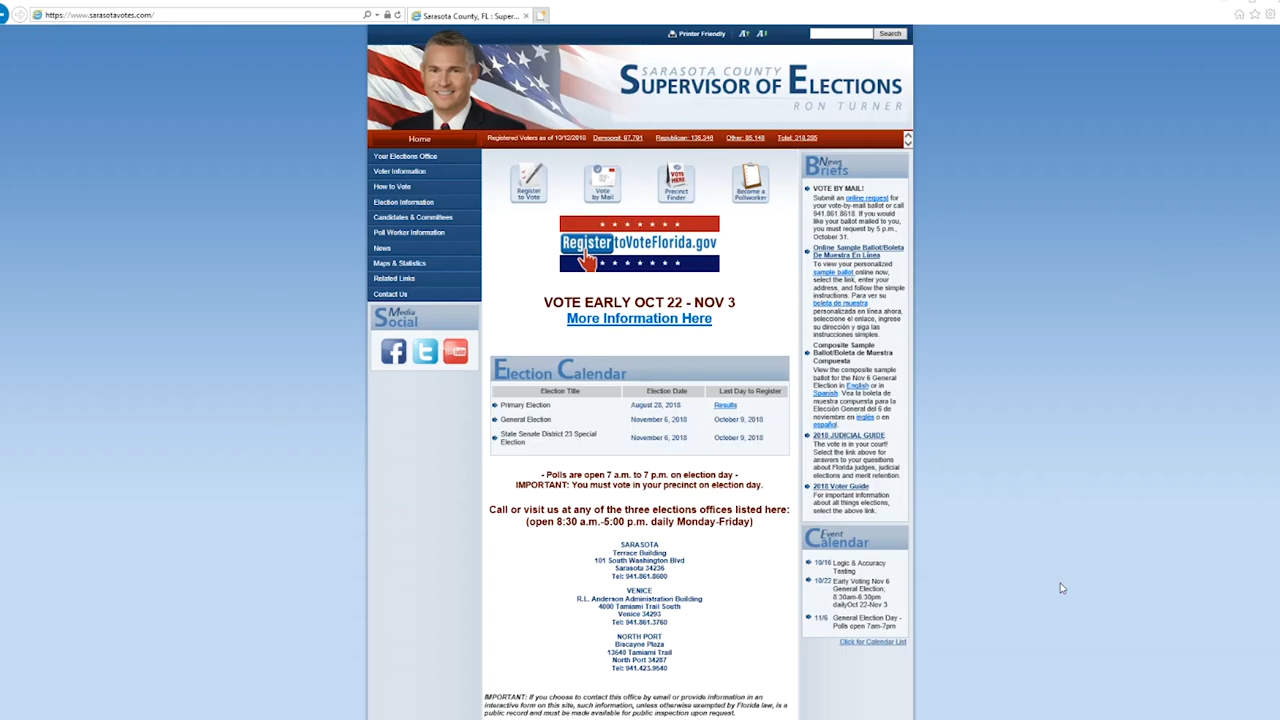 https://www.sarasotavotes.com/
Sarasota County, FL : Super...
Printer Friendly
Search
SARASOTA COUNTY
SUPERVISOR OF ELECTIONS
RON TURNER
Home
Registered Voters as of 10/12/2018 Democrat: 97,791 Republican: 135,346 Other: 85,148 Total: 318,285
Your Elections Office
Voter Information
How to Vote
Election Information
Candidates & Committees
Poll Worker Information
News
Maps & Statistics
Related Links
Contact Us
Media
Social
Register
to Vote
Vote
by Mail
VOTE
HERE
Precinct
Finder
Become a
Pollworker
RegistertoVoteFlorida.gov
VOTE EARLY OCT 22 - NOV 3
More Information Here
Election Calendar
Election Title Election Date Last Day to Register
Primary Election August 28, 2018 Results
General Election November 6, 2018 October 9, 2018
State Senate District 23 Special
Election November 6, 2018 October 9, 2018
- Polls are open 7 a.m. to 7 p.m. on election day -
IMPORTANT: You must vote in your precinct on election day.
Call or visit us at any of the three elections offices listed here:
(open 8:30 a.m.-5:00 p.m. daily Monday-Friday)
SARASOTA
Terrace Building
101 South Washington Blvd
Sarasota 34236
Tel: 941.861.8600
VENICE
R.L. Anderson Administration Building
4000 Tamiami Trail South
Venice 34293
Tel: 941.861.3760
NORTH PORT
Biscayne Plaza
13640 Tamiami Trail
North Port 34287
Tel: 941.423.9540
IMPORTANT: If you choose to contact this office by email or provide information in an
interactive form on this site, such information, unless otherwise exempted by Florida law, is a
public record and must be made available for public inspection upon request.
News
Briefs
VOTE BY MAIL!
Submit an online request for
your vote-by-mail ballot or call
941.861.8618. If you would
like your ballot mailed to you,
you must request by 5 p.m.,
October 31.
Online Sample Ballot/Boleta
De Muestra En Línea
To view your personalized
sample ballot online now,
select the link, enter your
address, and follow the simple
instructions. Para ver su
boleta de muestra
personalizada en línea ahora,
seleccione el enlace, ingrese
su dirección y siga las
instrucciones simples.
Composite Sample
Ballot/Boleta de Muestra
Compuesta
View the composite sample
ballot for the Nov 6 General
Election in English or in
Spanish. Vea la boleta de
muestra compuesta para la
Elección General del 6 de
noviembre en inglés o en
español.
2018 JUDICIAL GUIDE
The vote is in your court!
Select the link above for
answers to your questions
about Florida judges, judicial
elections and merit retention.
2018 Voter Guide
For important information
about all things elections,
select the above link.
Event
Calendar
10/16 Logic & Accuracy
Testing
10/22 Early Voting Nov 6
General Election;
8:30am-6:30pm
dailyOct 22-Nov 3
11/6 General Election Day -
Polls open 7am-7pm
Click for Calendar List